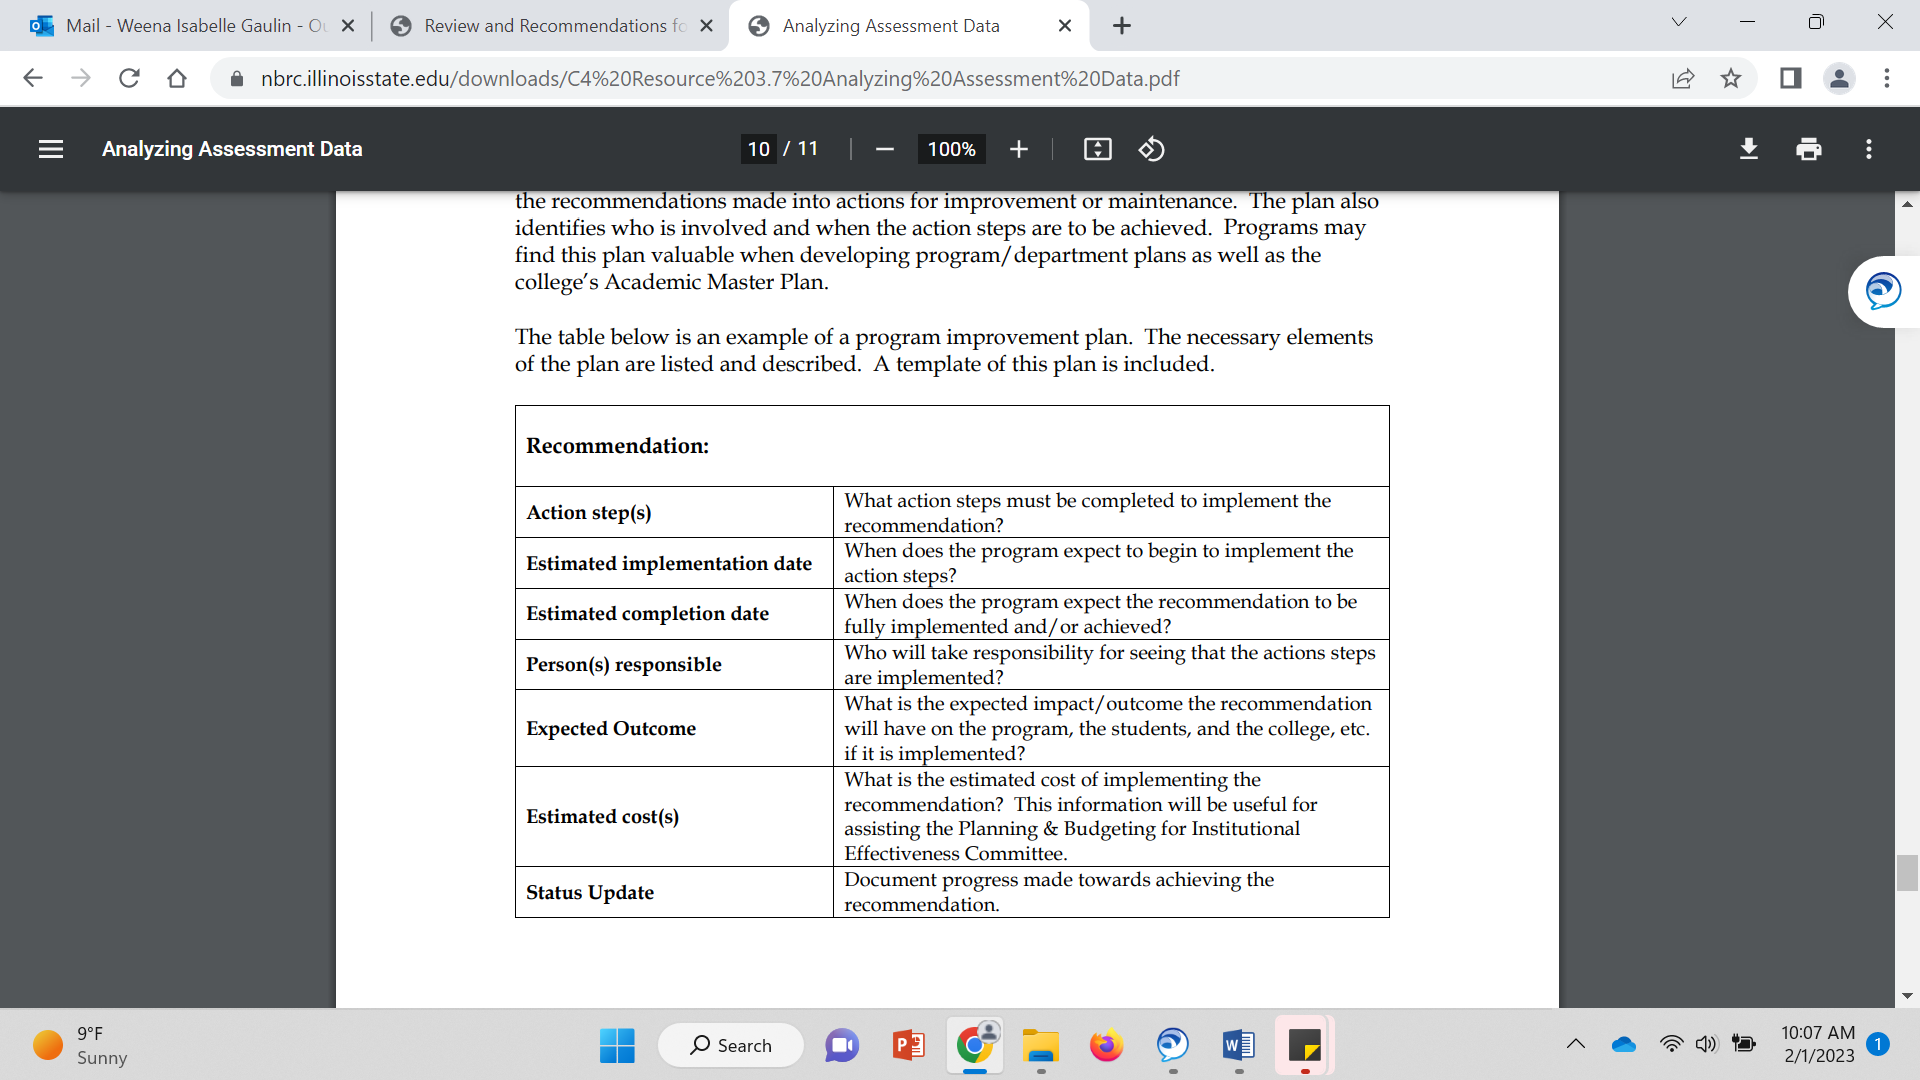 Mail - Weena Isabelle Gaulin - Ou
Review and Recommendations fo
Analyzing Assessment Data
nbrc.illinoisstate.edu/downloads/C4%20Resource%203.7%20Analyzing%20Assessment%20Data.pdf
Analyzing Assessment Data
10 / 11
100%
the recommendations made into actions for improvement or maintenance. The plan also
identifies who is involved and when the action steps are to be achieved. Programs may
find this plan valuable when developing program/department plans as well as the
college's Academic Master Plan.
The table below is an example of a program improvement plan. The necessary elements
of the plan are listed and described. A template of this plan is included.
Recommendation:
Action step(s)
What action steps must be completed to implement the
recommendation?
Estimated implementation date
When does the program expect to begin to implement the
action steps?
Estimated completion date
When does the program expect the recommendation to be
fully implemented and/or achieved?
Person(s) responsible
Who will take responsibility for seeing that the actions steps
are implemented?
Expected Outcome
What is the expected impact/outcome the recommendation
will have on the program, the students, and the college, etc.
if it is implemented?
Estimated cost(s)
What is the estimated cost of implementing the
recommendation? This information will be useful for
assisting the Planning & Budgeting for Institutional
Effectiveness Committee.
Status Update
Document progress made towards achieving the
recommendation.
9°F
Sunny
Search
10:07 AM
2/1/2023
1